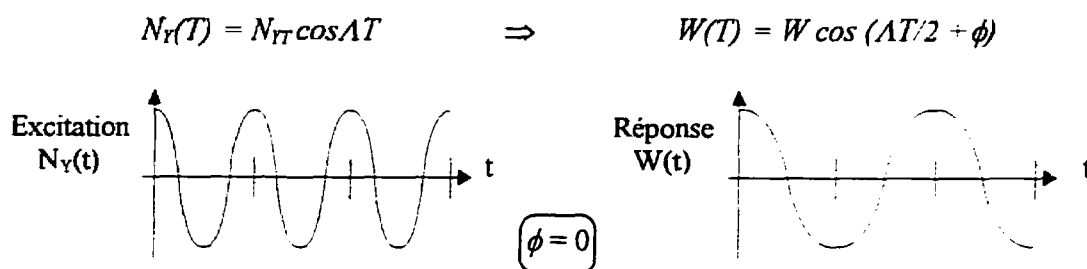 N_Y(T) = N_YT cosΛT ⇒ W(T) = W cos (ΛT/2 + ϕ)
Excitation
N_Y(t)
t
Réponse
W(t)
t
ϕ = 0